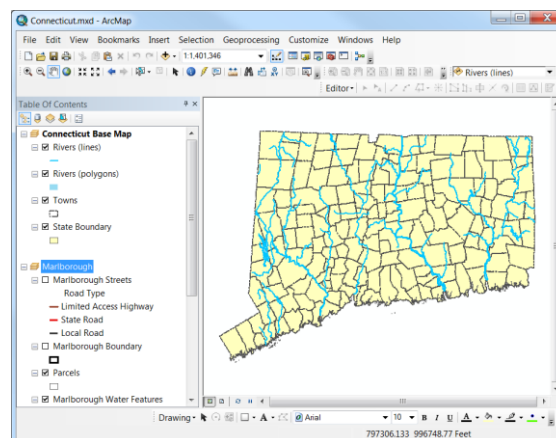 Connecticut.mxd - ArcMap
File Edit View Bookmarks Insert Selection Geoprocessing Customize Windows Help
1:1,401,346
Rivers (lines)
Editor
Table Of Contents
Connecticut Base Map
Rivers (lines)
Rivers (polygons)
Towns
State Boundary
Marlborough
Marlborough Streets
Road Type
Limited Access Highway
State Road
Local Road
Marlborough Boundary
Parcels
Marlborough Water Features
Drawing A Arial 10 B I U A
797306.133 996748.77 Feet